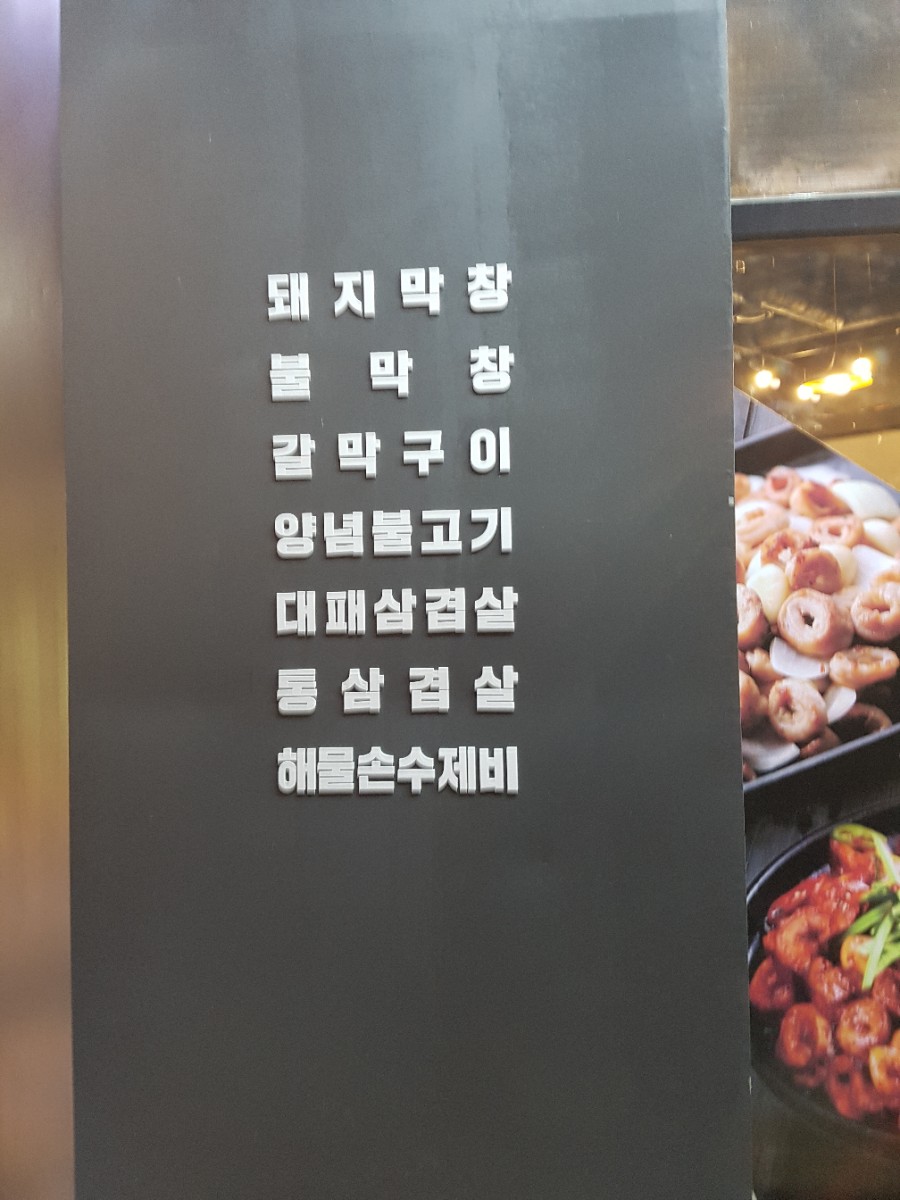 돼지막창
불막창
갈막구이
양념불고기
대패삼겹살
통삼겹살
해물손수제비